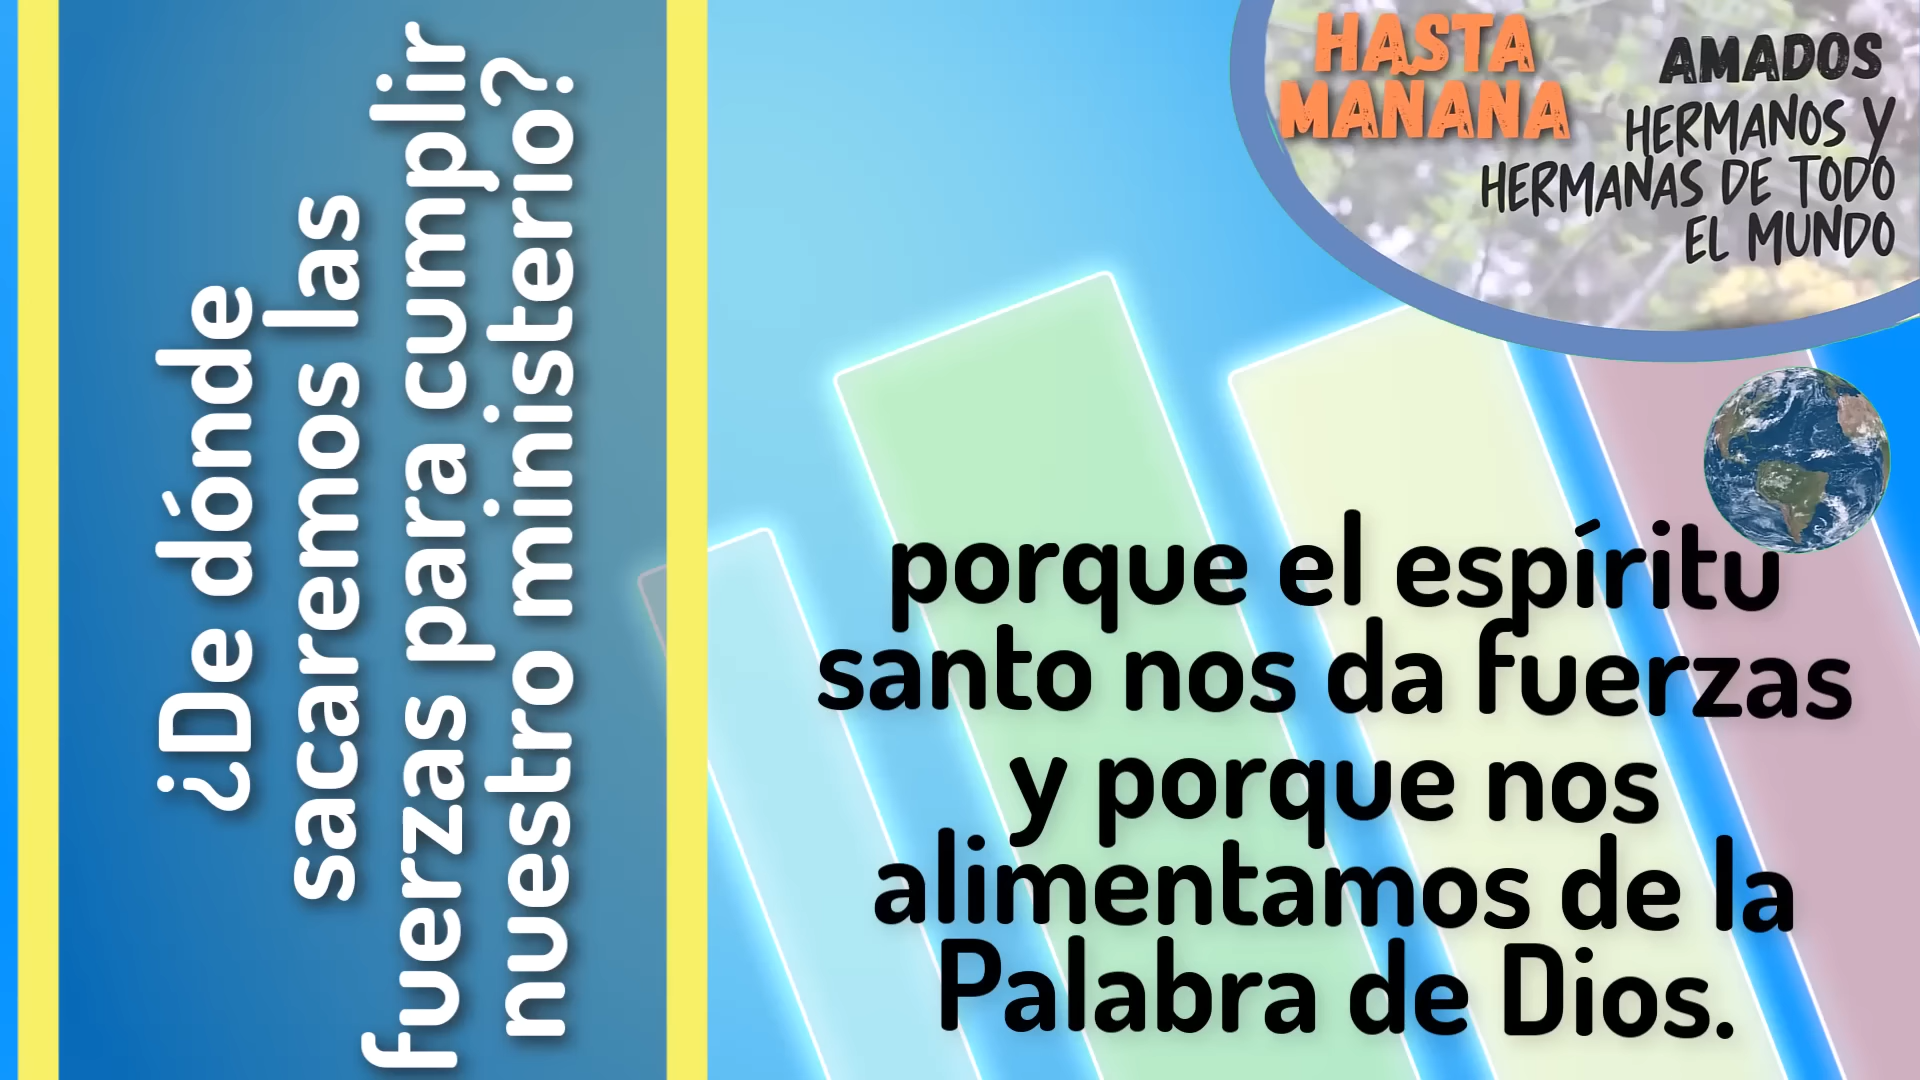 ¿De dónde
sacaremos las
fuerzas para cumplir
nuestro ministerio?
HASTA
MAÑANA
AMADOS
HERMANOS Y
HERMANAS DE TODO
EL MUNDO
porque el espíritu
santo nos da fuerzas
y porque nos
alimentamos de la
Palabra de Dios.